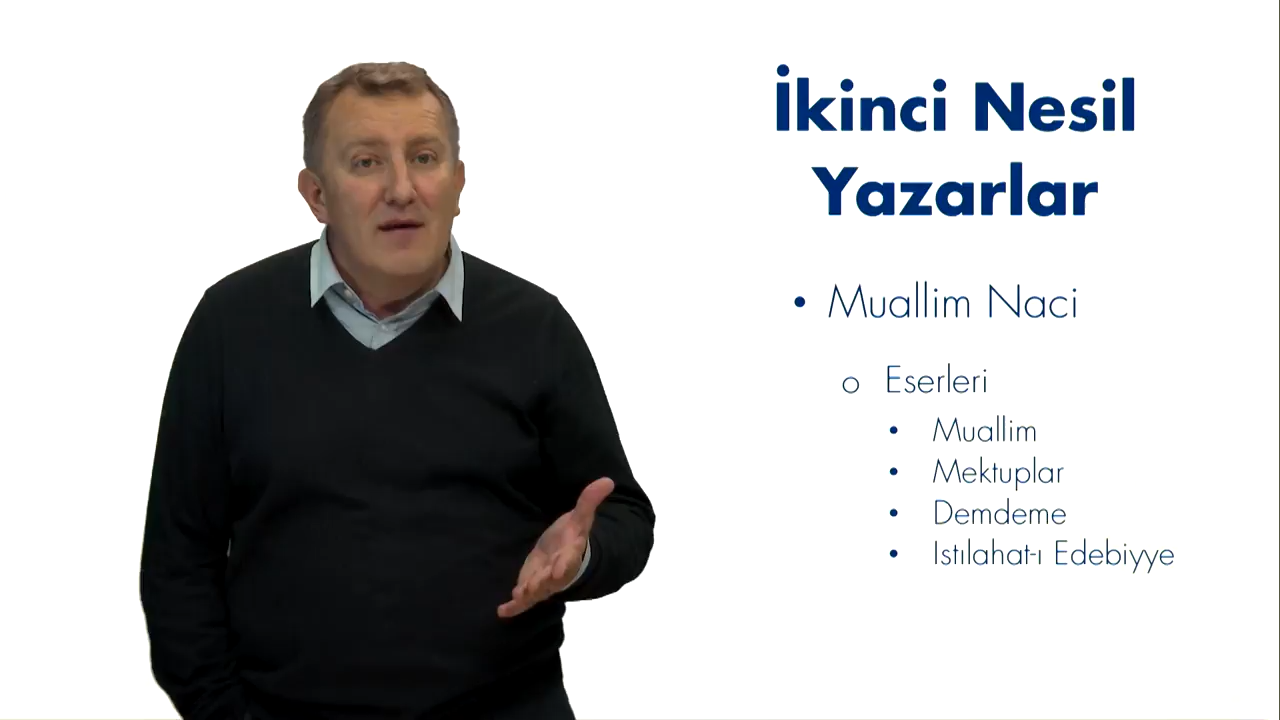 İkinci Nesil
Yazarlar
• Muallim Naci
o Eserleri
• Muallim
• Mektuplar
• Demdeme
• Istılahat-ı Edebiyye